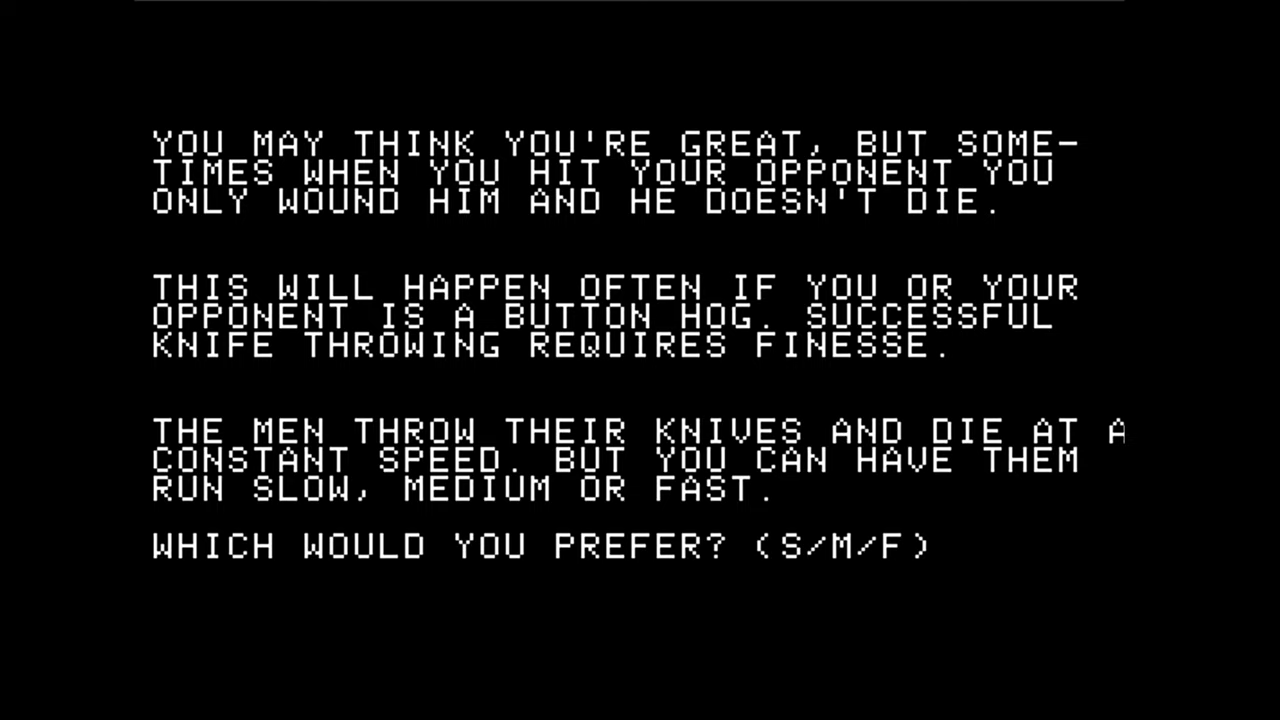 YOU MAY THINK YOU'RE GREAT, BUT SOME-
TIMES WHEN YOU HIT YOUR OPPONENT YOU
ONLY WOUND HIM AND HE DOESN'T DIE.
THIS WILL HAPPEN OFTEN IF YOU OR YOUR
OPPONENT IS A BUTTON HOG. SUCCESSFUL
KNIFE THROWING REQUIRES FINESSE.
THE MEN THROW THEIR KNIVES AND DIE AT A
CONSTANT SPEED. BUT YOU CAN HAVE THEM
RUN SLOW, MEDIUM OR FAST.
WHICH WOULD YOU PREFER? (S/M/F)